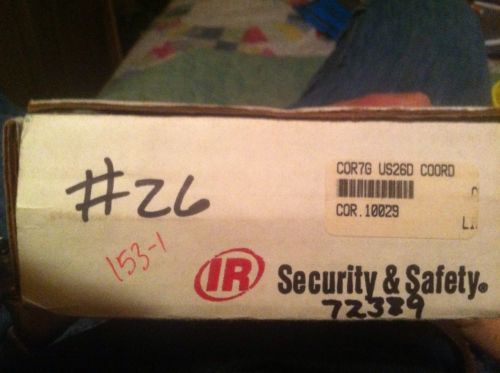 #26
153-1
COR7G US26D COORD
COR.10029
IR Security & Safety®
72389